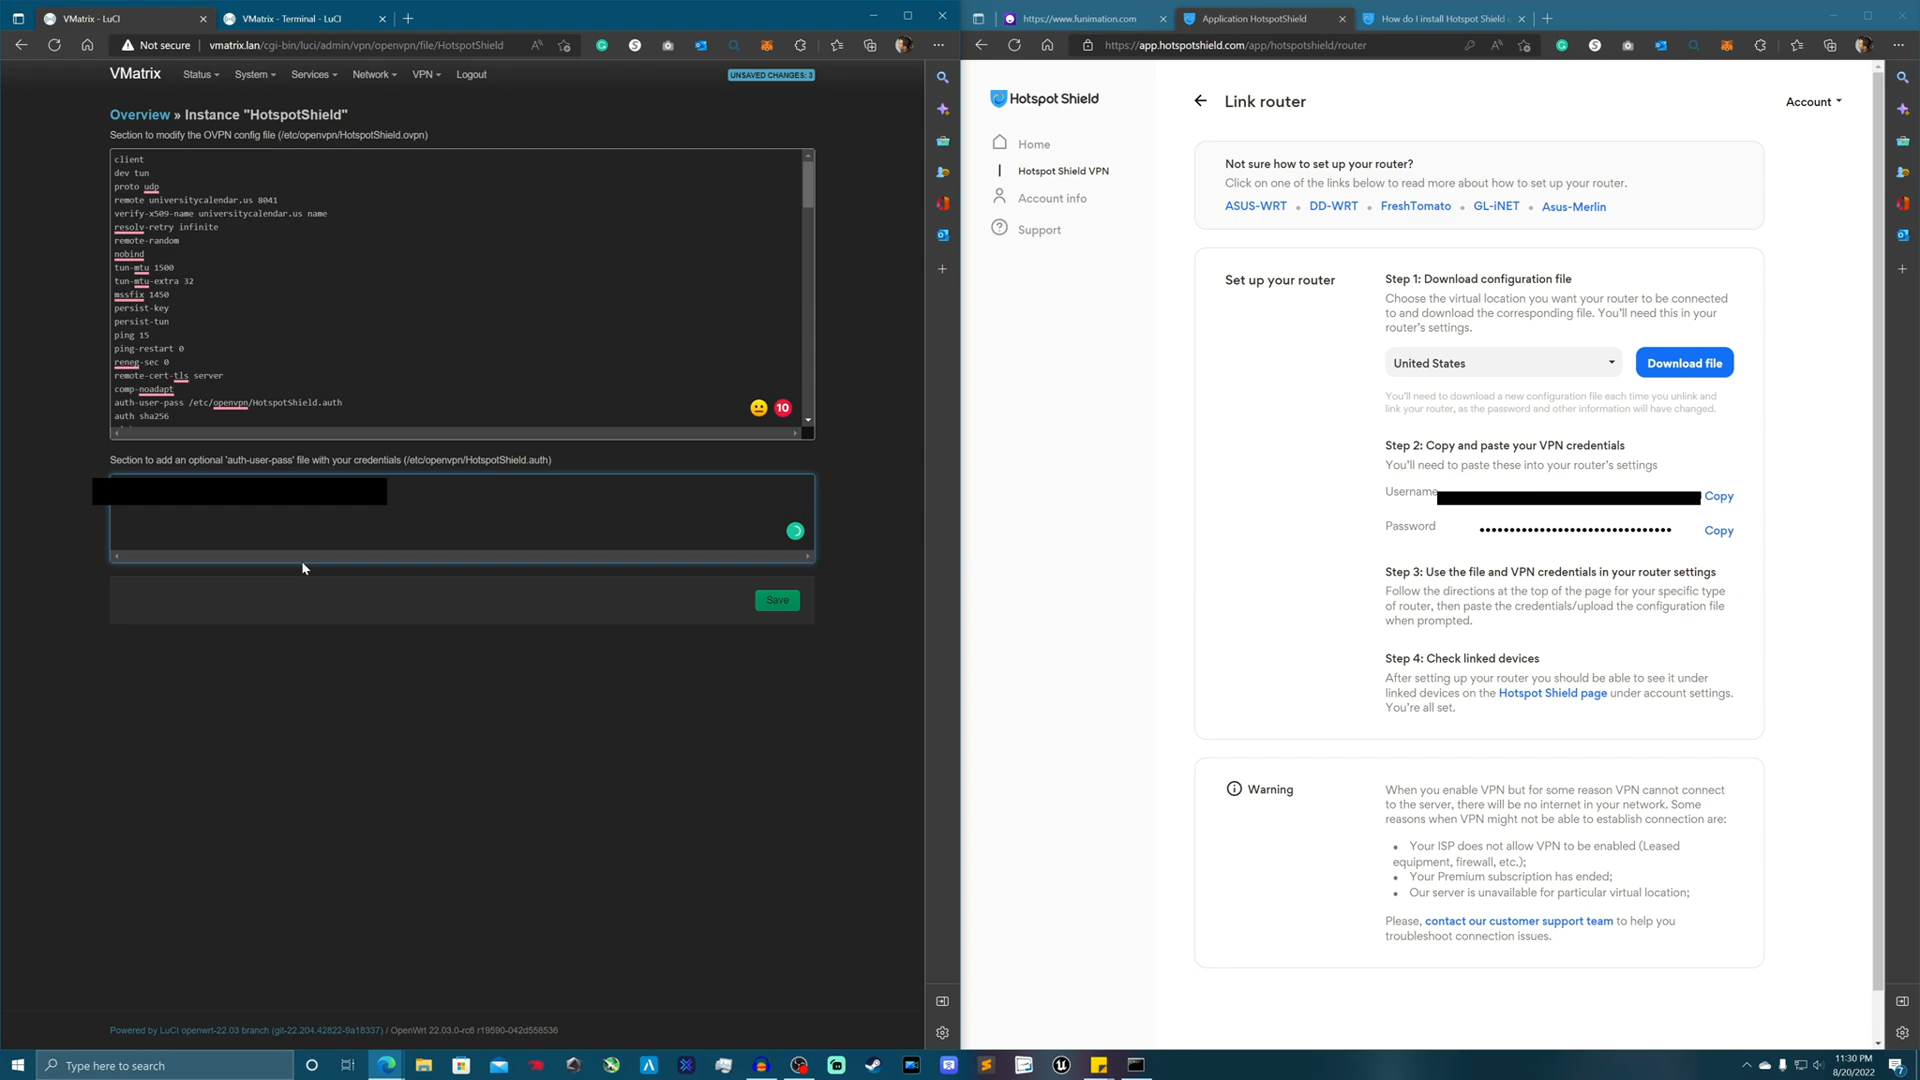 VMatrix - LuCI
VMatrix - Terminal - LuCI
Not secure
vmatrix.lan/cgi-bin/luci/admin/vpn/openvpn/file/HotspotShield
VMatrix
Status
System
Services
Network
VPN
Logout
UNSAVED CHANGES: 3
Overview » Instance "HotspotShield"
Section to modify the OVPN config file (/etc/openvpn/HotspotShield.ovpn)
client
dev tun
proto udp
remote universitycalendar.us 8041
verify-x509-name universitycalendar.us name
resolv-retry infinite
remote-random
nobind
tun-mtu 1500
tun-mtu-extra 32
mssfix 1450
persist-key
persist-tun
ping 15
ping-restart 0
reneg-sec 0
remote-cert-tls server
comp-noadapt
auth-user-pass /etc/openvpn/HotspotShield.auth
auth sha256
10
Section to add an optional 'auth-user-pass' file with your credentials (/etc/openvpn/HotspotShield.auth)
Save
Powered by LuCI openwrt-22.03 branch (git-22.204.42822-9a18337) / OpenWrt 22.03.0-rc6 r19590-042d558536
https://www.funimation.com
Application HotspotShield
How do I install Hotspot Shield
https://app.hotspotshield.com/app/hotspotshield/router
Hotspot Shield
Home
Hotspot Shield VPN
Account info
Support
Link router
Account
Not sure how to set up your router?
Click on one of the links below to read more about how to set up your router.
ASUS-WRT • DD-WRT • FreshTomato • GL-iNET • Asus-Merlin
Set up your router
Step 1: Download configuration file
Choose the virtual location you want your router to be connected
to and download the corresponding file. You'll need this in your
router's settings.
United States
Download file
You'll need to download a new configuration file each time you unlink and
link your router, as the password and other information will have changed.
Step 2: Copy and paste your VPN credentials
You'll need to paste these into your router's settings
Username
Copy
Password
••••••••••••••••••••••••••••••••
Copy
Step 3: Use the file and VPN credentials in your router settings
Follow the directions at the top of the page for your specific type
of router, then paste the credentials/upload the configuration file
when prompted.
Step 4: Check linked devices
After setting up your router you should be able to see it under
linked devices on the Hotspot Shield page under account settings.
You're all set.
Warning
When you enable VPN but for some reason VPN cannot connect
to the server, there will be no internet in your network. Some
reasons when VPN might not be able to establish connection are:
• Your ISP does not allow VPN to be enabled (Leased
equipment, firewall, etc.);
• Your Premium subscription has ended;
• Our server is unavailable for particular virtual location;
Please, contact our customer support team to help you
troubleshoot connection issues.
Type here to search
11:30 PM
8/20/2022